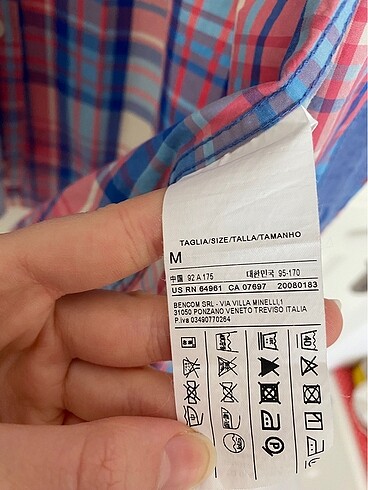 TAGLIA/SIZE/TALLA/TAMANHO
M
中国 92 A 175 대한민국 95-170
US RN 64961 CA 07697 20080183
BENCOM SRL - VIA VILLA MINELLI,1
31050 PONZANO VENETO TREVISO ITALIA
P.iva 03490770264